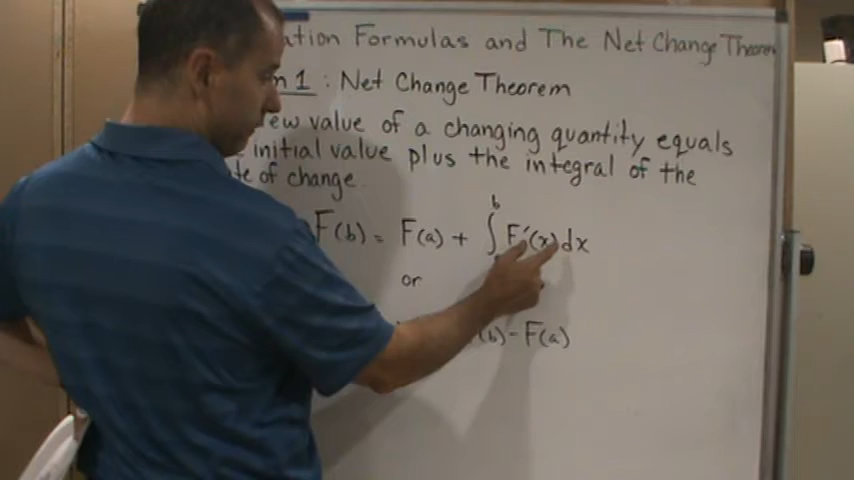 ation Formulas and The Net Change Theorem
n 1 : Net Change Theorem
ew value of a changing quantity equals
initial value plus the integral of the
te of change.
F(b) = F(a) + ∫ b F'(x) dx
or
(b) - F(a)